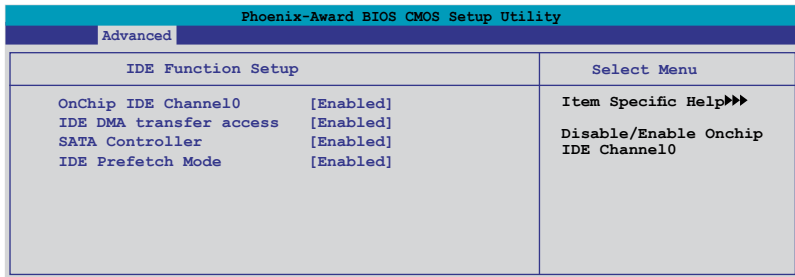 Phoenix-Award BIOS CMOS Setup Utility
Advanced
IDE Function Setup
Select Menu
OnChip IDE Channel0 [Enabled]
IDE DMA transfer access [Enabled]
SATA Controller [Enabled]
IDE Prefetch Mode [Enabled]
Item Specific Help
Disable/Enable Onchip
IDE Channel0